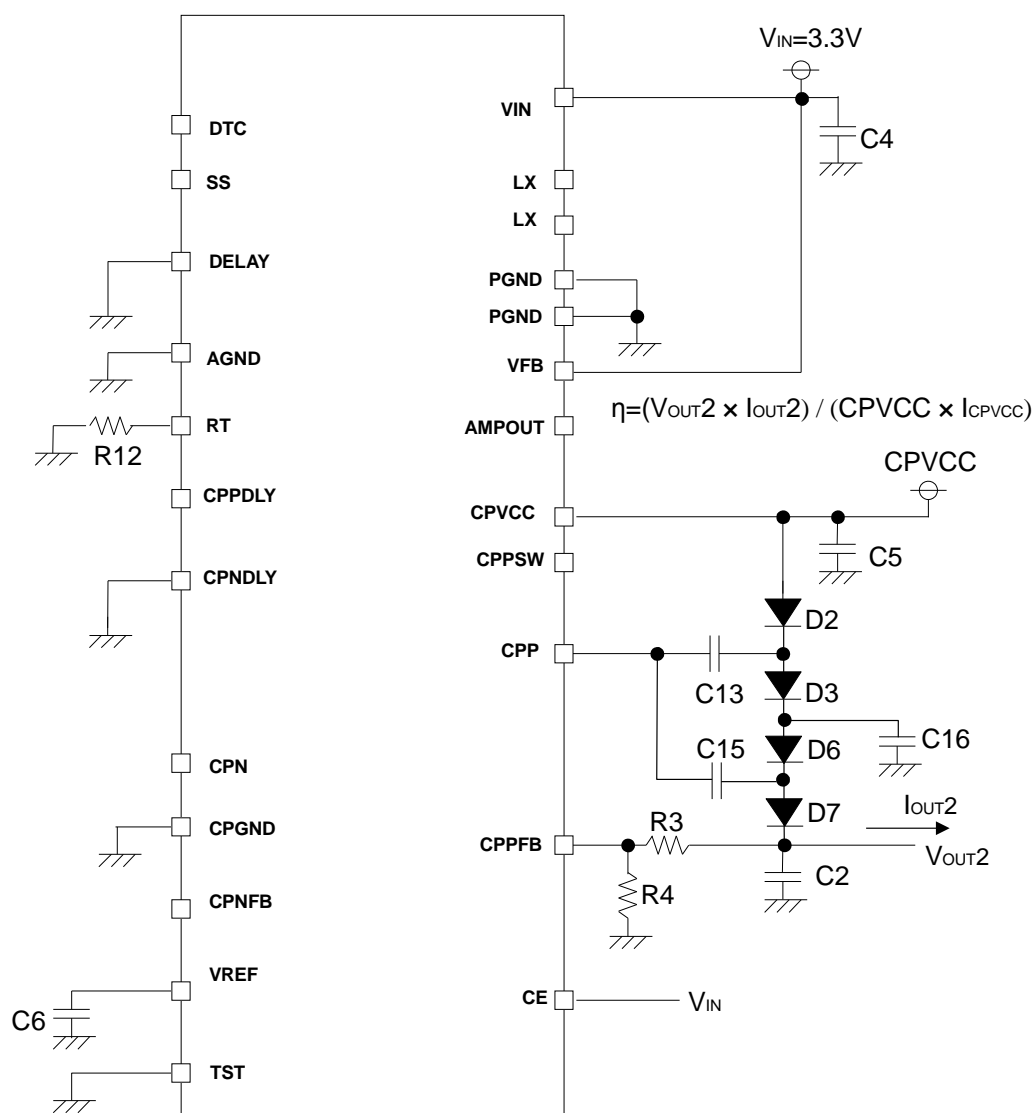 VIN=3.3V
VIN
C4
DTC
SS
LX
LX
DELAY
PGND
PGND
AGND
VFB
η=(VOUT2 × IOUT2) / (CPVCC × ICPVCC)
RT
R12
AMPOUT
CPVCC
CPPDLY
CPVCC
C5
CPPSW
CPNDLY
D2
CPP
C13
D3
C15
D6
C16
CPN
D7
IOUT2
CPGND
R3
CPPFB
VOUT2
C2
R4
CPNFB
VREF
CE
VIN
C6
TST